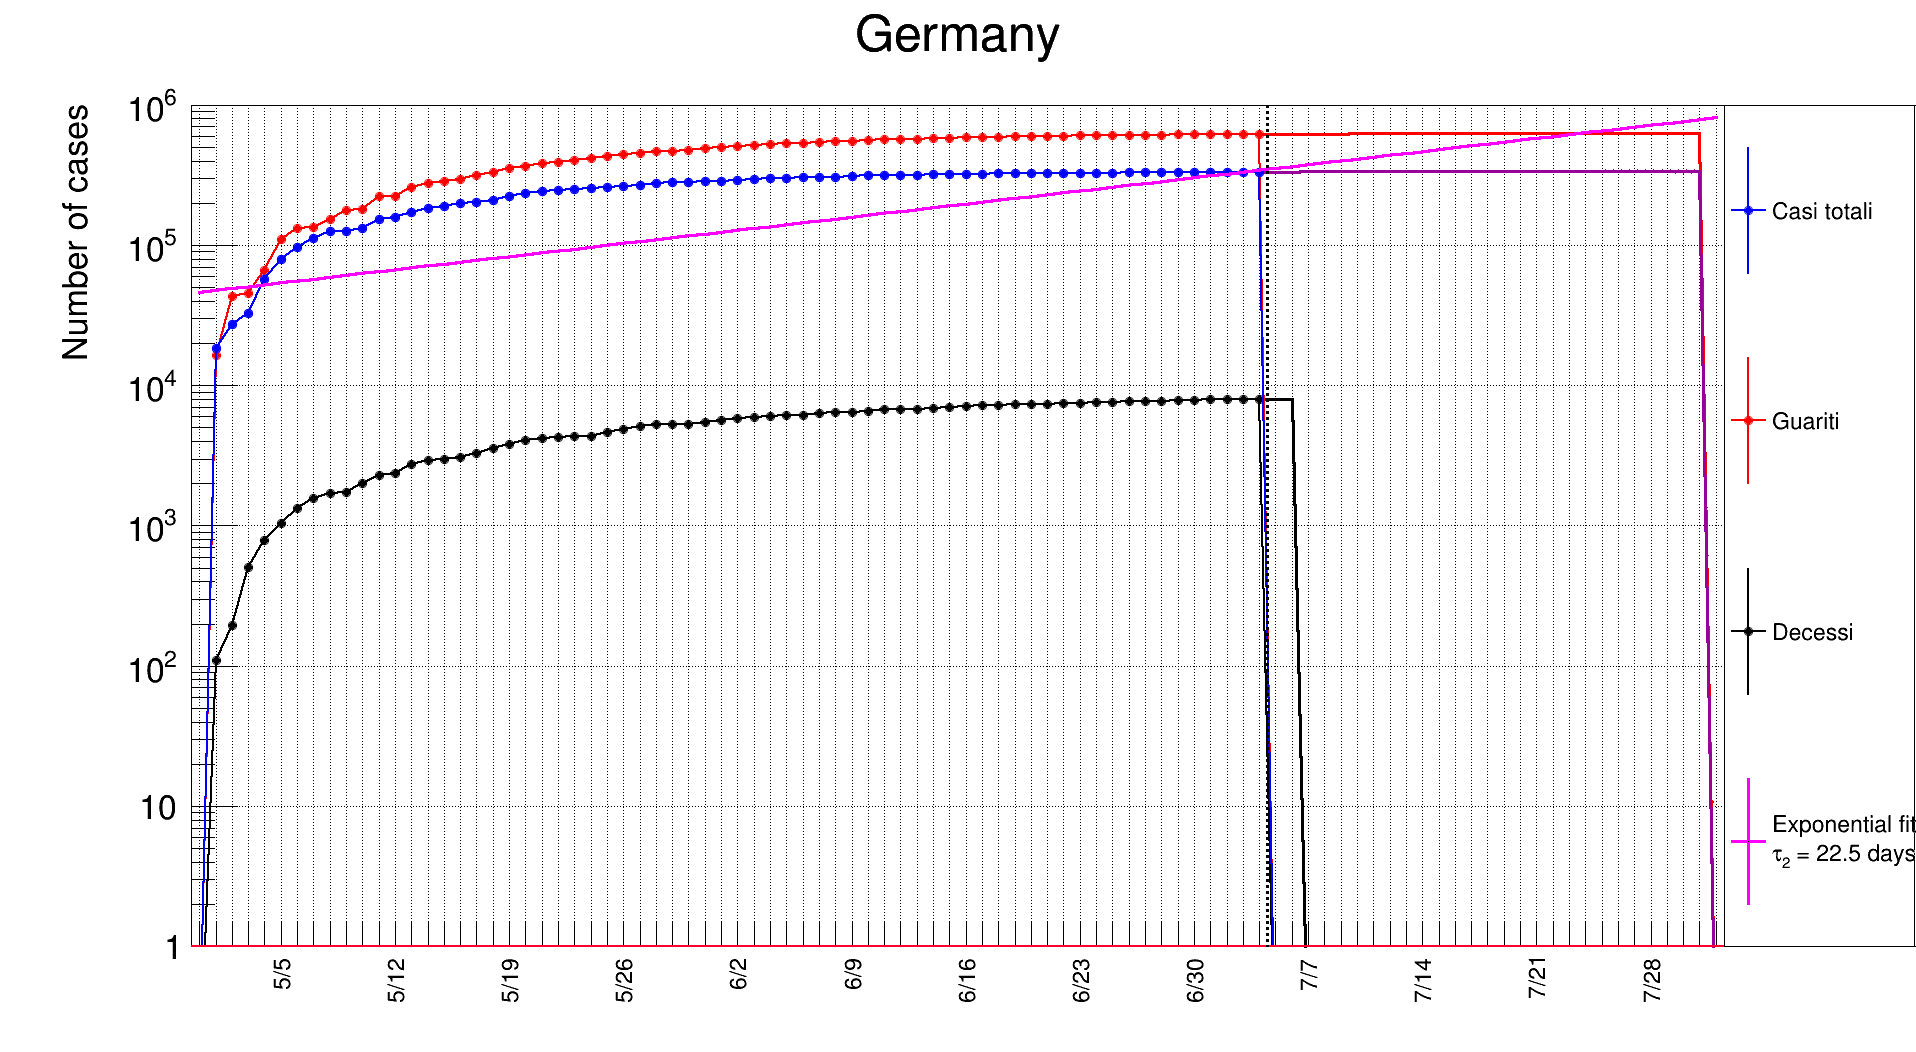 Germany
Number of cases
10^6
10^5
10^4
10^3
10^2
10
1
5/5
5/12
5/19
5/26
6/2
6/9
6/16
6/23
6/30
7/7
7/14
7/21
7/28
Casi totali
Guariti
Decessi
Exponential fit
τ₂ = 22.5 days